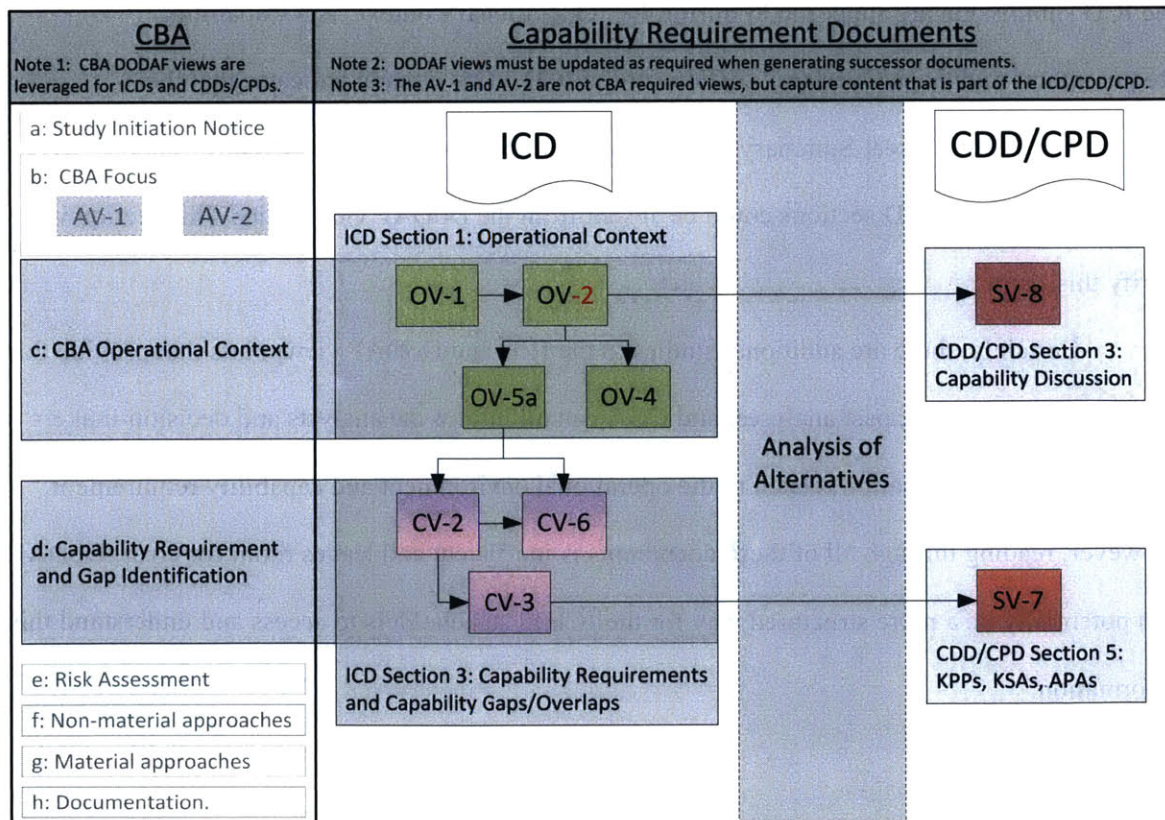 CBA
Note 1: CBA DODAF views are
leveraged for ICDs and CDDs/CPDs.
Capability Requirement Documents
Note 2: DODAF views must be updated as required when generating successor documents.
Note 3: The AV-1 and AV-2 are not CBA required views, but capture content that is part of the ICD/CDD/CPD.
a: Study Initiation Notice
b: CBA Focus
AV-1
AV-2
c: CBA Operational Context
d: Capability Requirement
and Gap Identification
e: Risk Assessment
f: Non-material approaches
g: Material approaches
h: Documentation.
ICD
ICD Section 1: Operational Context
OV-1
OV-2
OV-5a
OV-4
CV-2
CV-6
CV-3
ICD Section 3: Capability Requirements
and Capability Gaps/Overlaps
Analysis of
Alternatives
CDD/CPD
SV-8
CDD/CPD Section 3:
Capability Discussion
SV-7
CDD/CPD Section 5:
KPPs, KSAs, APAs